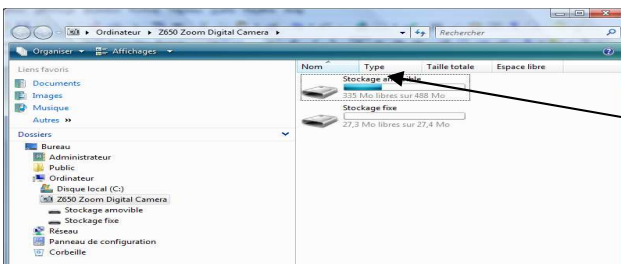 Ordinateur Z650 Zoom Digital Camera Rechercher
Organiser Affichages
Liens favoris
Documents
Images
Musique
Autres »
Dossiers
Bureau
Administrateur
Public
Ordinateur
Disque local (C:)
Z650 Zoom Digital Camera
Stockage amovible
Stockage fixe
Réseau
Panneau de configuration
Corbeille
Nom Type Taille totale Espace libre
Stockage amovible
335 Mo libres sur 488 Mo
Stockage fixe
27,3 Mo libres sur 27,4 Mo